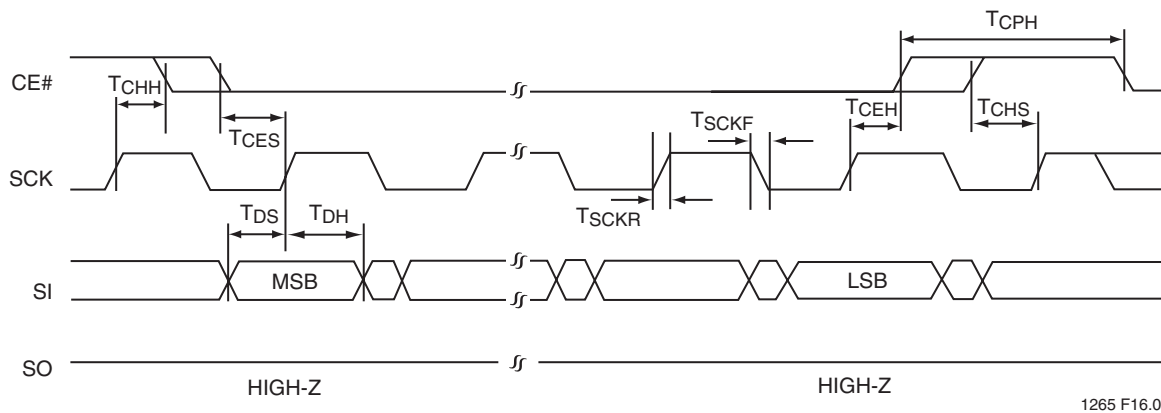 TCPH
CE#
TCHH
TCES
TSCKF
TCEH
TCHS
SCK
TDS
TDH
TSCKR
SI
MSB
LSB
SO
HIGH-Z
HIGH-Z
1265 F16.0